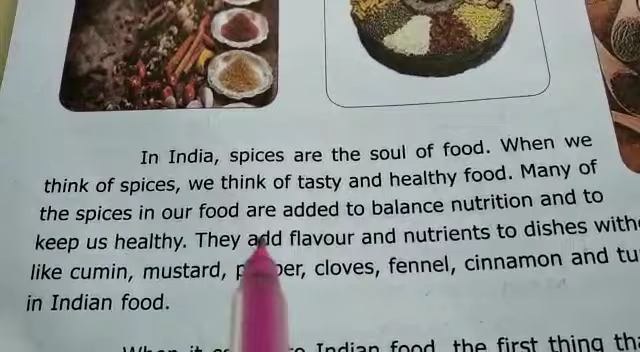 In India, spices are the soul of food. When we
think of spices, we think of tasty and healthy food. Many of
the spices in our food are added to balance nutrition and to
keep us healthy. They add flavour and nutrients to dishes
like cumin, mustard, cloves, fennel, cinnamon and
in Indian food.
When it Indian food, the first thing